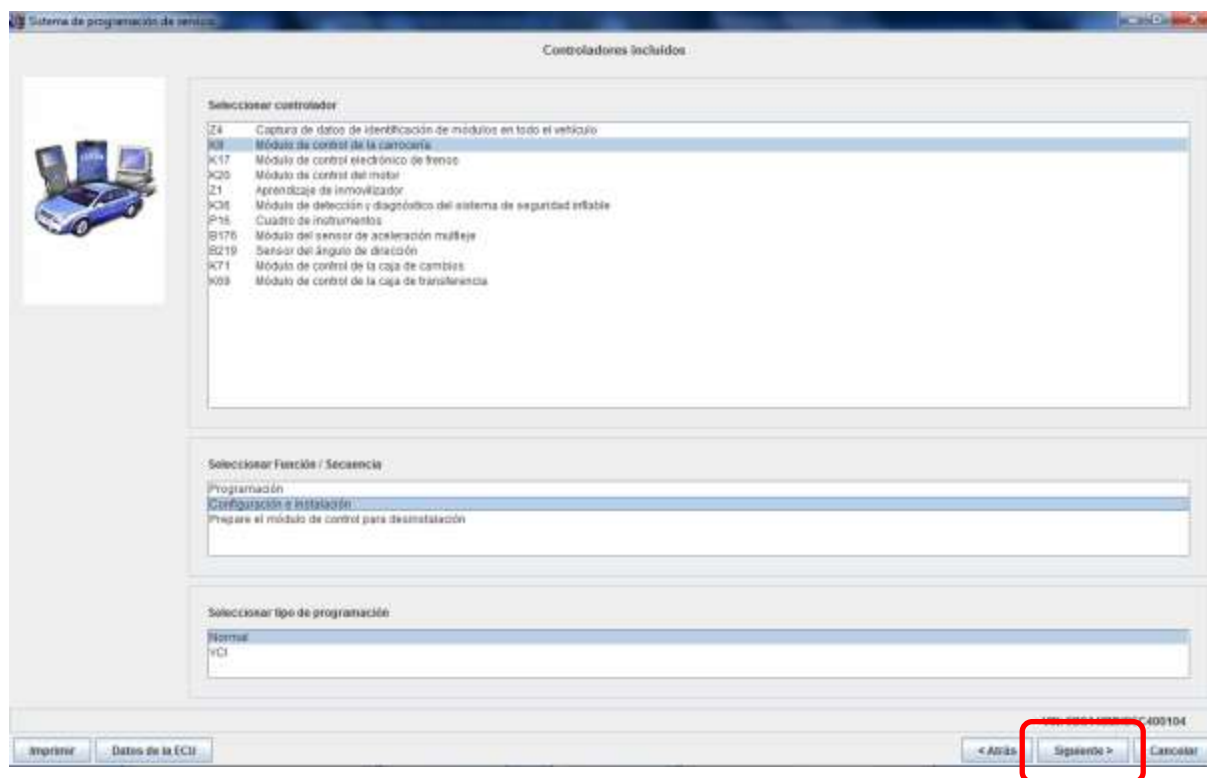 Sistema de programación de servicio
Controladores incluidos
Seleccionar controlador
Z4 Captura de datos de identificación de módulos en todo el vehículo
K9 Módulo de control de la carrocería
K17 Módulo de control electrónico de frenos
K20 Módulo de control del motor
Z1 Aprendizaje de inmovilizador
K36 Módulo de detección y diagnóstico del sistema de seguridad inflable
P16 Cuadro de instrumentos
B176 Módulo del sensor de aceleración multieje
B219 Sensor del ángulo de dirección
K71 Módulo de control de la caja de cambios
K69 Módulo de control de la caja de transferencia
Seleccionar Función / Secuencia
Programación
Configuración e instalación
Prepare el módulo de control para desinstalación
Seleccionar tipo de programación
Normal
VCI
400104
Imprimir Datos de la ECU < Atrás Siguiente > Cancelar